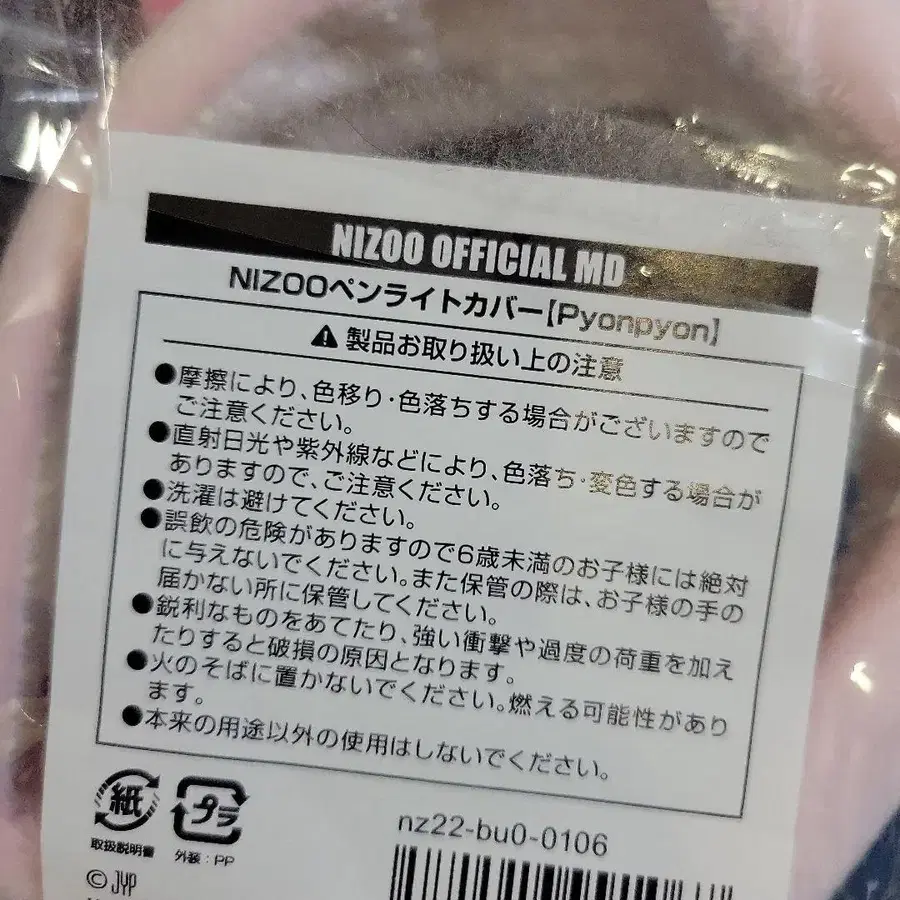 NIZOO OFFICIAL MD
NIZOOペンライトカバー【Pyonpyon】
製品お取り扱い上の注意
●摩擦により、色移り・色落ちする場合がございますので
ご注意ください。
●直射日光や紫外線などにより、色落ち・変色する場合が
ありますので、ご注意ください。
●洗濯は避けてください。
●誤飲の危険がありますので6歳未満のお子様には絶対
に与えないでください。また保管の際は、お子様の手の
届かない所に保管してください。
●鋭利なものをあてたり、強い衝撃や過度の荷重を加え
たりすると破損の原因となります。
●火のそばに置かないでください。燃える可能性があり
ます。
●本来の用途以外の使用はしないでください。
紙 プラ
取扱説明書 外装:PP
nz22-bu0-0106
©JYP